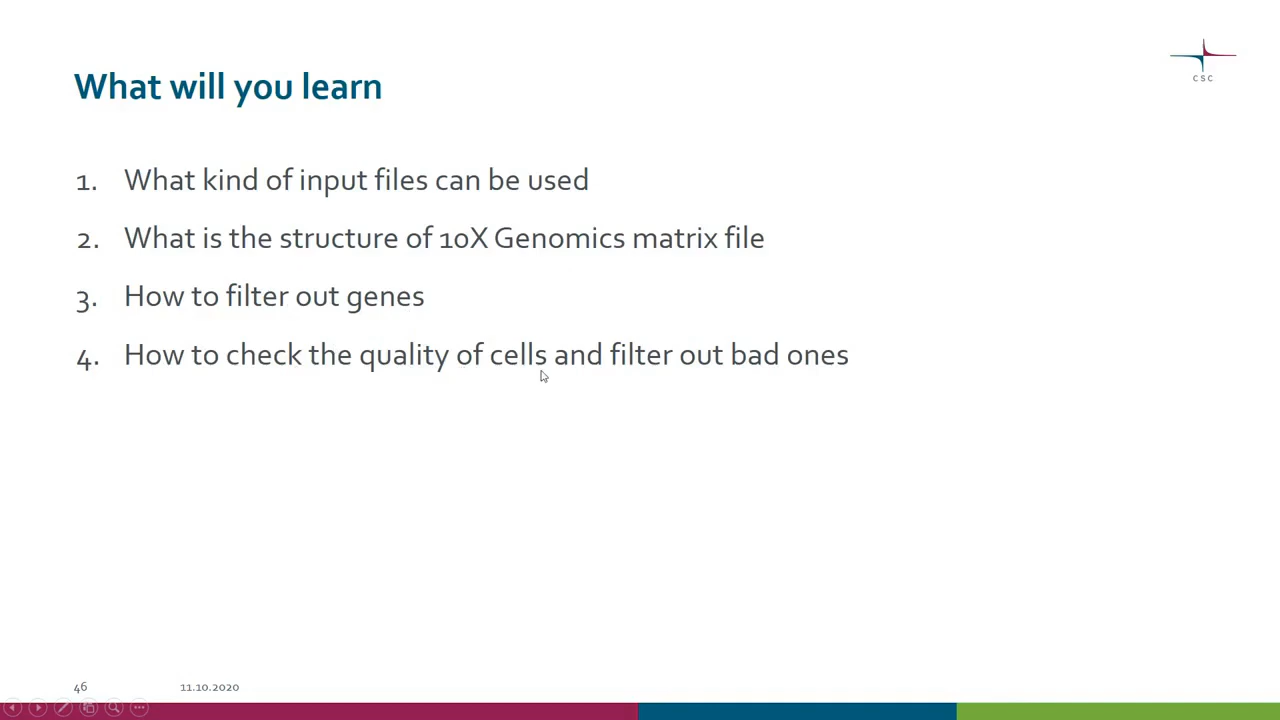 What will you learn
CSC
1. What kind of input files can be used
2. What is the structure of 10X Genomics matrix file
3. How to filter out genes
4. How to check the quality of cells and filter out bad ones
46 11.10.2020